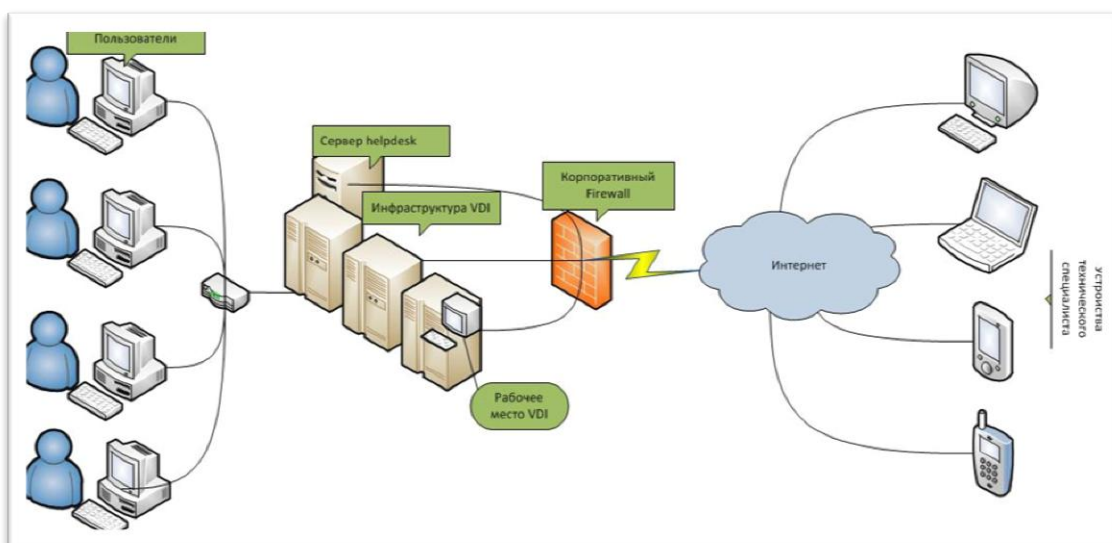 Пользователи
Сервер helpdesk
Инфраструктура VDI
Корпоративный
Firewall
Интернет
Рабочее
место VDI
Устройства
технического
специалиста